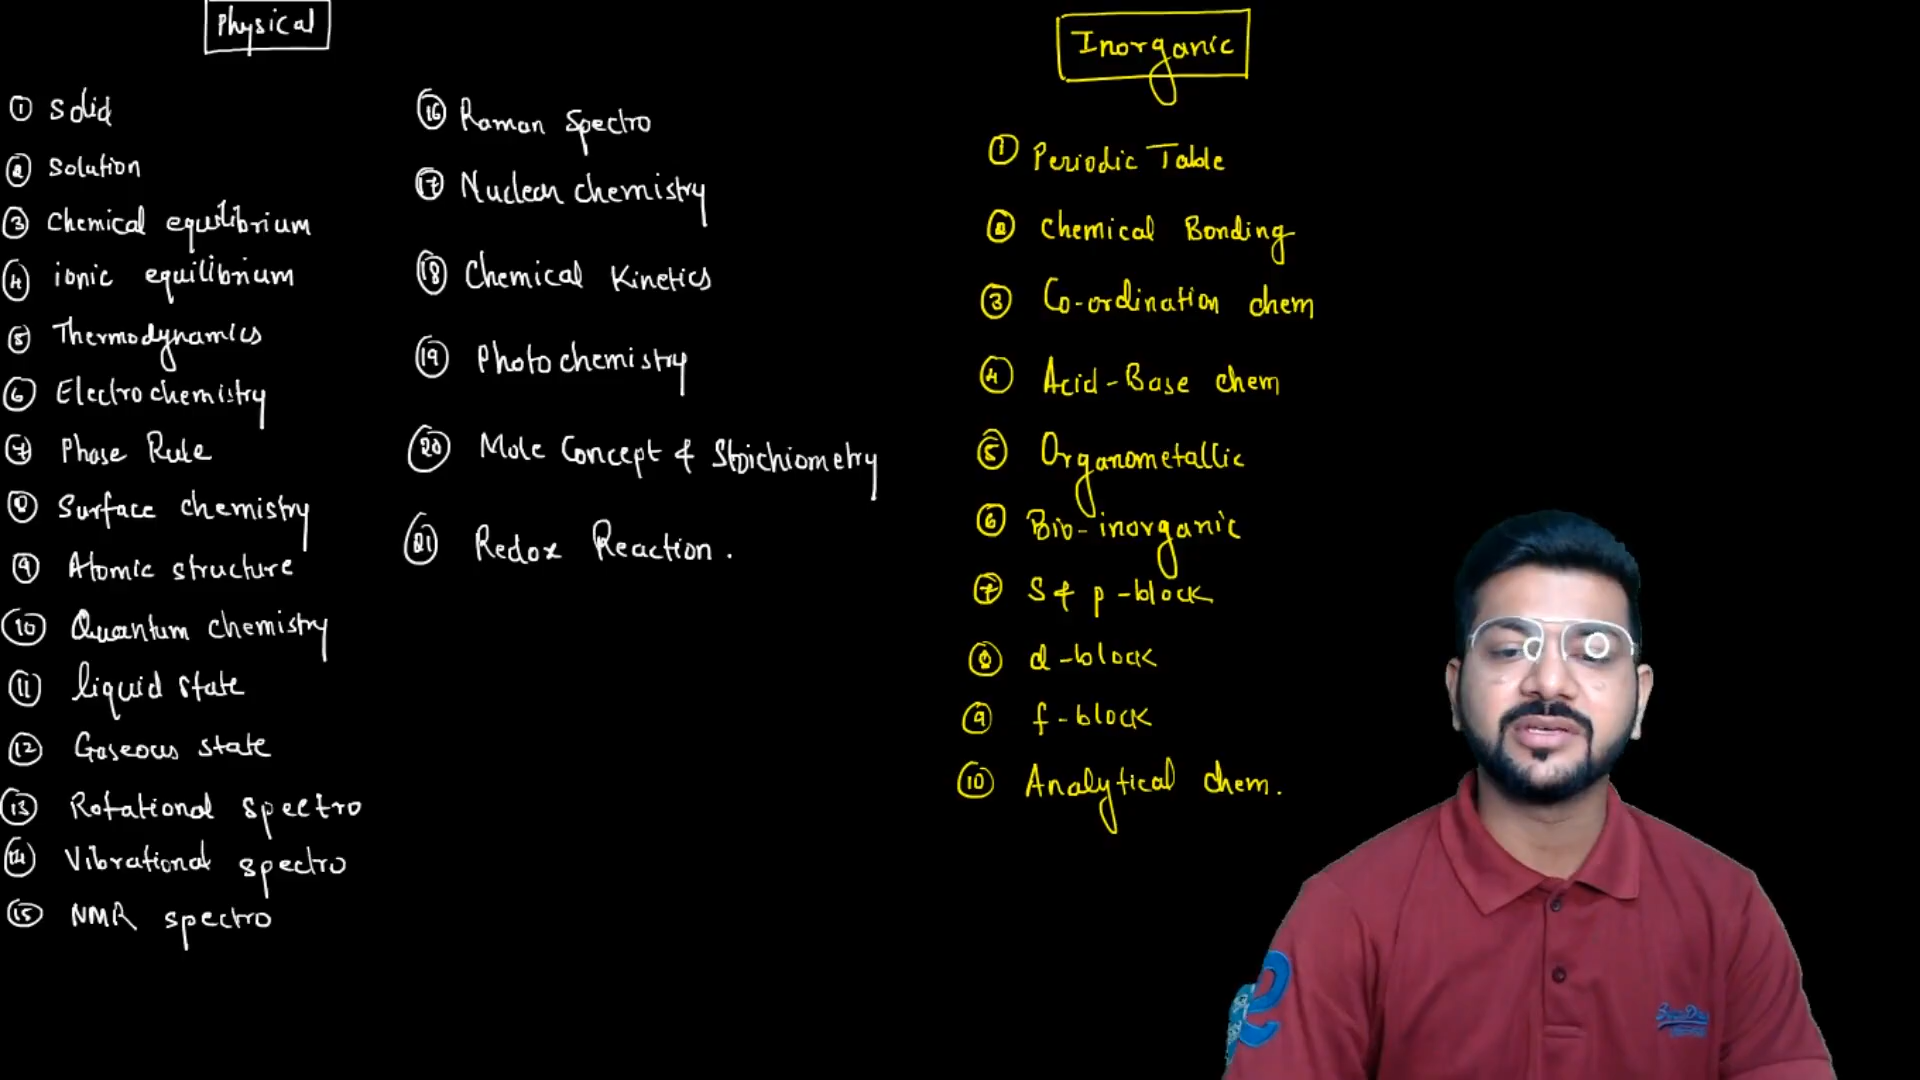 Physical
① Solid
② Solution
③ Chemical equilibrium
④ ionic equilibrium
⑤ Thermodynamics
⑥ Electrochemistry
⑦ Phase Rule
⑧ Surface chemistry
⑨ Atomic structure
⑩ Quantum chemistry
⑪ liquid state
⑫ Gaseous state
⑬ Rotational spectro
⑭ Vibrational spectro
⑮ NMR spectro
⑯ Raman spectro
⑰ Nuclear chemistry
⑱ Chemical Kinetics
⑲ Photochemistry
⑳ Mole Concept & Stoichiometry
㉑ Redox Reaction.
Inorganic
① Periodic Table
② Chemical Bonding
③ Co-ordination chem
④ Acid-Base chem
⑤ Organometallic
⑥ Bio-inorganic
⑦ S & p-block
⑧ d-block
⑨ f-block
⑩ Analytical chem.